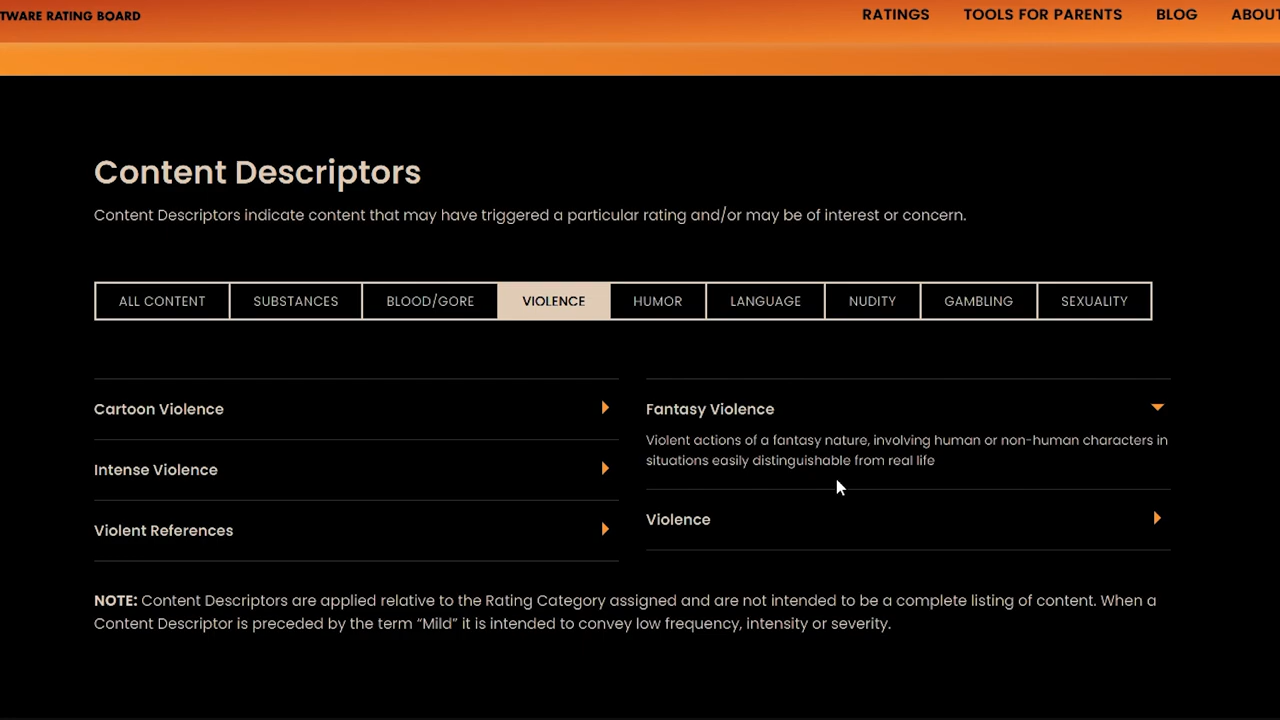 TWARE RATING BOARD
RATINGS TOOLS FOR PARENTS BLOG ABOUT
Content Descriptors
Content Descriptors indicate content that may have triggered a particular rating and/or may be of interest or concern.
ALL CONTENT SUBSTANCES BLOOD/GORE VIOLENCE HUMOR LANGUAGE NUDITY GAMBLING SEXUALITY
Cartoon Violence
Intense Violence
Violent References
Fantasy Violence
Violent actions of a fantasy nature, involving human or non-human characters in
situations easily distinguishable from real life
Violence
NOTE: Content Descriptors are applied relative to the Rating Category assigned and are not intended to be a complete listing of content. When a
Content Descriptor is preceded by the term “Mild” it is intended to convey low frequency, intensity or severity.